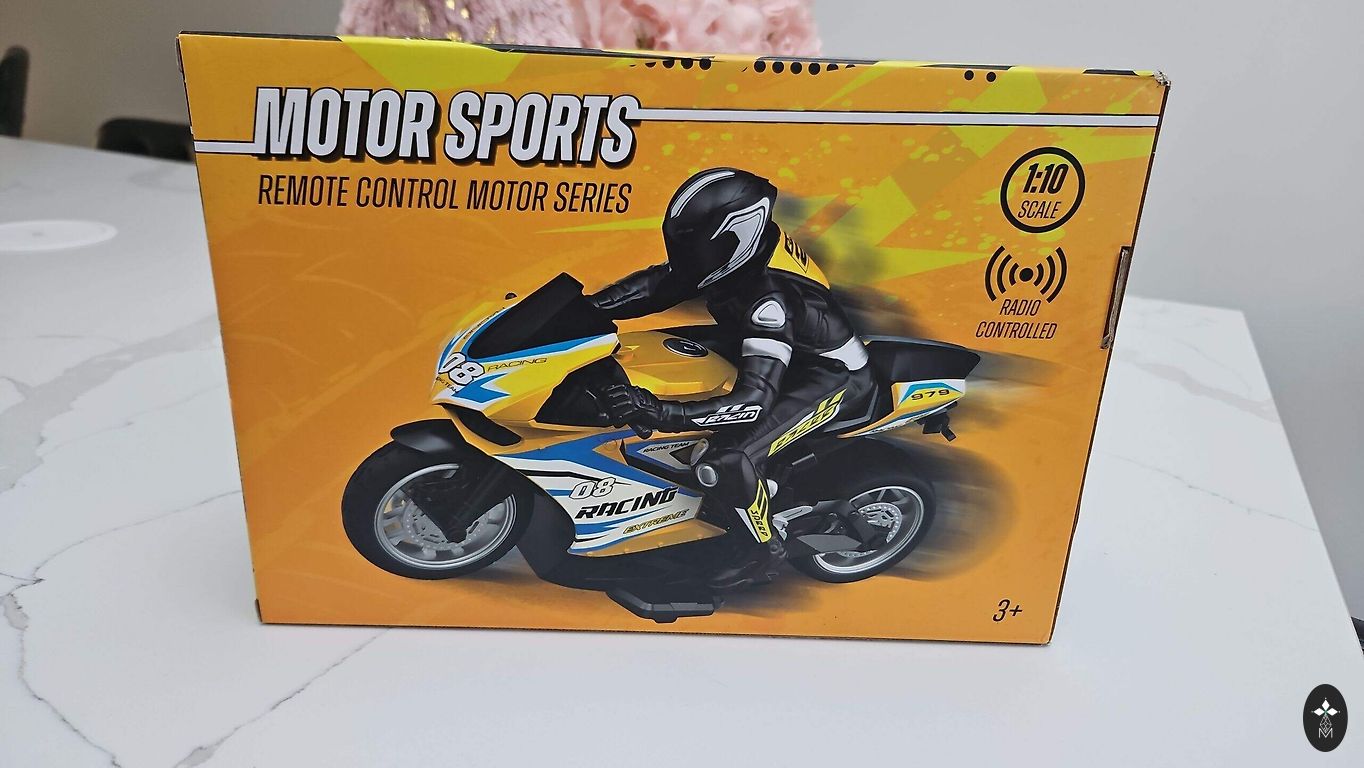 MOTOR SPORTS
REMOTE CONTROL MOTOR SERIES
1:10
SCALE
RADIO
CONTROLLED
08
RACING
979
RACING TEAM
08
RACING
EXTREME
3+
M